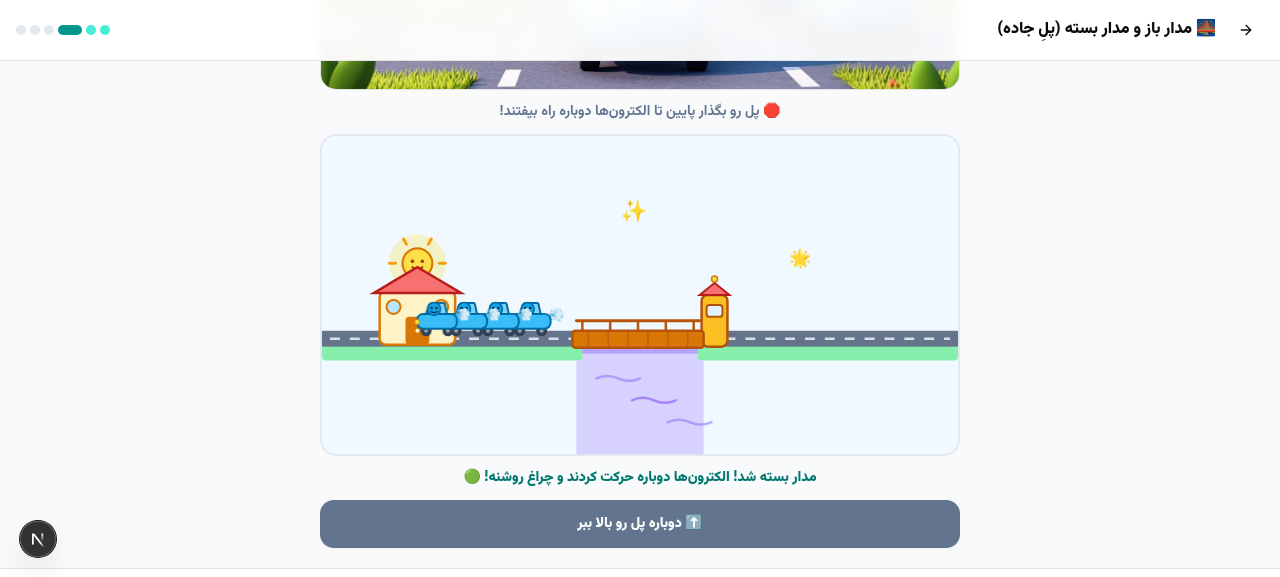 🌉 مدار باز و مدار بسته (پلِ جاده)
🛑 پل رو بگذار پایین تا الکترون‌ها دوباره راه بیفتند!
مدار بسته شد! الکترون‌ها دوباره حرکت کردند و چراغ روشنه! 🟢
⬆️ دوباره پل رو بالا ببر
N